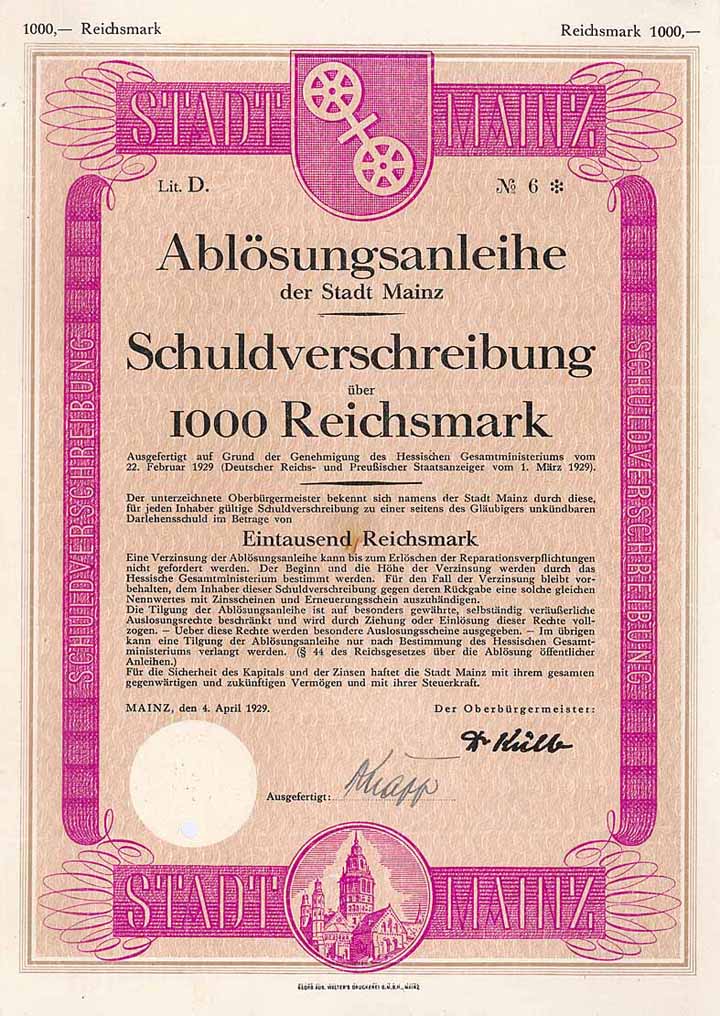 1000,— Reichsmark
Reichsmark 1000,—
STADT MAINZ
Lit. D.
№ 6 ✻
Ablösungsanleihe
der Stadt Mainz
Schuldverschreibung
über
1000 Reichsmark
Ausgefertigt auf Grund der Genehmigung des Hessischen Gesamtministeriums vom
22. Februar 1929 (Deutscher Reichs- und Preußischer Staatsanzeiger vom 1. März 1929).
Der unterzeichnete Oberbürgermeister bekennt sich namens der Stadt Mainz durch diese,
für jeden Inhaber gültige Schuldverschreibung zu einer seitens des Gläubigers unkündbaren
Darlehensschuld im Betrage von
Eintausend Reichsmark
Eine Verzinsung der Ablösungsanleihe kann bis zum Erlöschen der Reparationsverpflichtungen
nicht gefordert werden. Der Beginn und die Höhe der Verzinsung werden durch das
Hessische Gesamtministerium bestimmt werden. Für den Fall der Verzinsung bleibt vor-
behalten, dem Inhaber dieser Schuldverschreibung gegen deren Rückgabe eine solche gleichen
Nennwertes mit Zinsscheinen und Erneuerungsschein auszuhändigen.
Die Tilgung der Ablösungsanleihe ist auf besonders gewährte, selbständig veräußerliche
Auslosungsrechte beschränkt und wird durch Ziehung oder Einlösung dieser Rechte voll-
zogen. — Ueber diese Rechte werden besondere Auslosungsscheine ausgegeben. — Im übrigen
kann eine Tilgung der Ablösungsanleihe nur nach Bestimmung des Hessischen Gesamt-
ministeriums verlangt werden. (§ 44 des Reichsgesetzes über die Ablösung öffentlicher
Anleihen.)
Für die Sicherheit des Kapitals und der Zinsen haftet die Stadt Mainz mit ihrem gesamten
gegenwärtigen und zukünftigen Vermögen und mit ihrer Steuerkraft.
MAINZ, den 4. April 1929.
Der Oberbürgermeister:
Dr Külb
Ausgefertigt: Knapp
SCHULDVERSCHREIBUNG
SCHULDVERSCHREIBUNG
STADT MAINZ
GEORG AUG. WALTER'S DRUCKEREI G.M.B.H., MAINZ